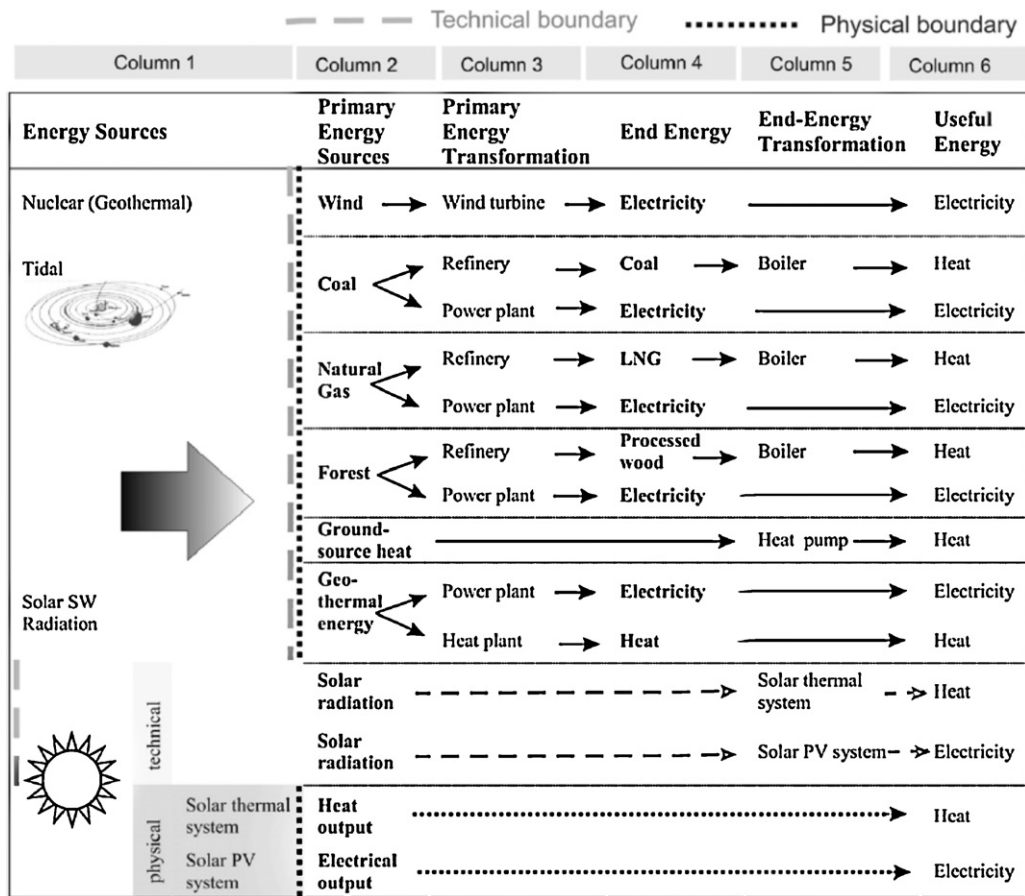 Technical boundary Physical boundary
Column 1 Column 2 Column 3 Column 4 Column 5 Column 6
Energy Sources
Primary
Energy
Sources
Primary
Energy
Transformation
End Energy
End-Energy
Transformation
Useful
Energy
Nuclear (Geothermal)
Wind Wind turbine Electricity Electricity
Tidal
Coal
Refinery Coal Boiler Heat
Power plant Electricity Electricity
Natural
Gas
Refinery LNG Boiler Heat
Power plant Electricity Electricity
Forest
Refinery Processed
wood Boiler Heat
Power plant Electricity Electricity
Ground-
source heat Heat pump Heat
Geo-
thermal
energy
Power plant Electricity Electricity
Heat plant Heat Heat
Solar SW
Radiation
technical
Solar
radiation
Solar thermal
system
Heat
Solar
radiation
Solar PV system Electricity
physical
Solar thermal
system
Heat
output
Heat
Solar PV
system
Electrical
output
Electricity